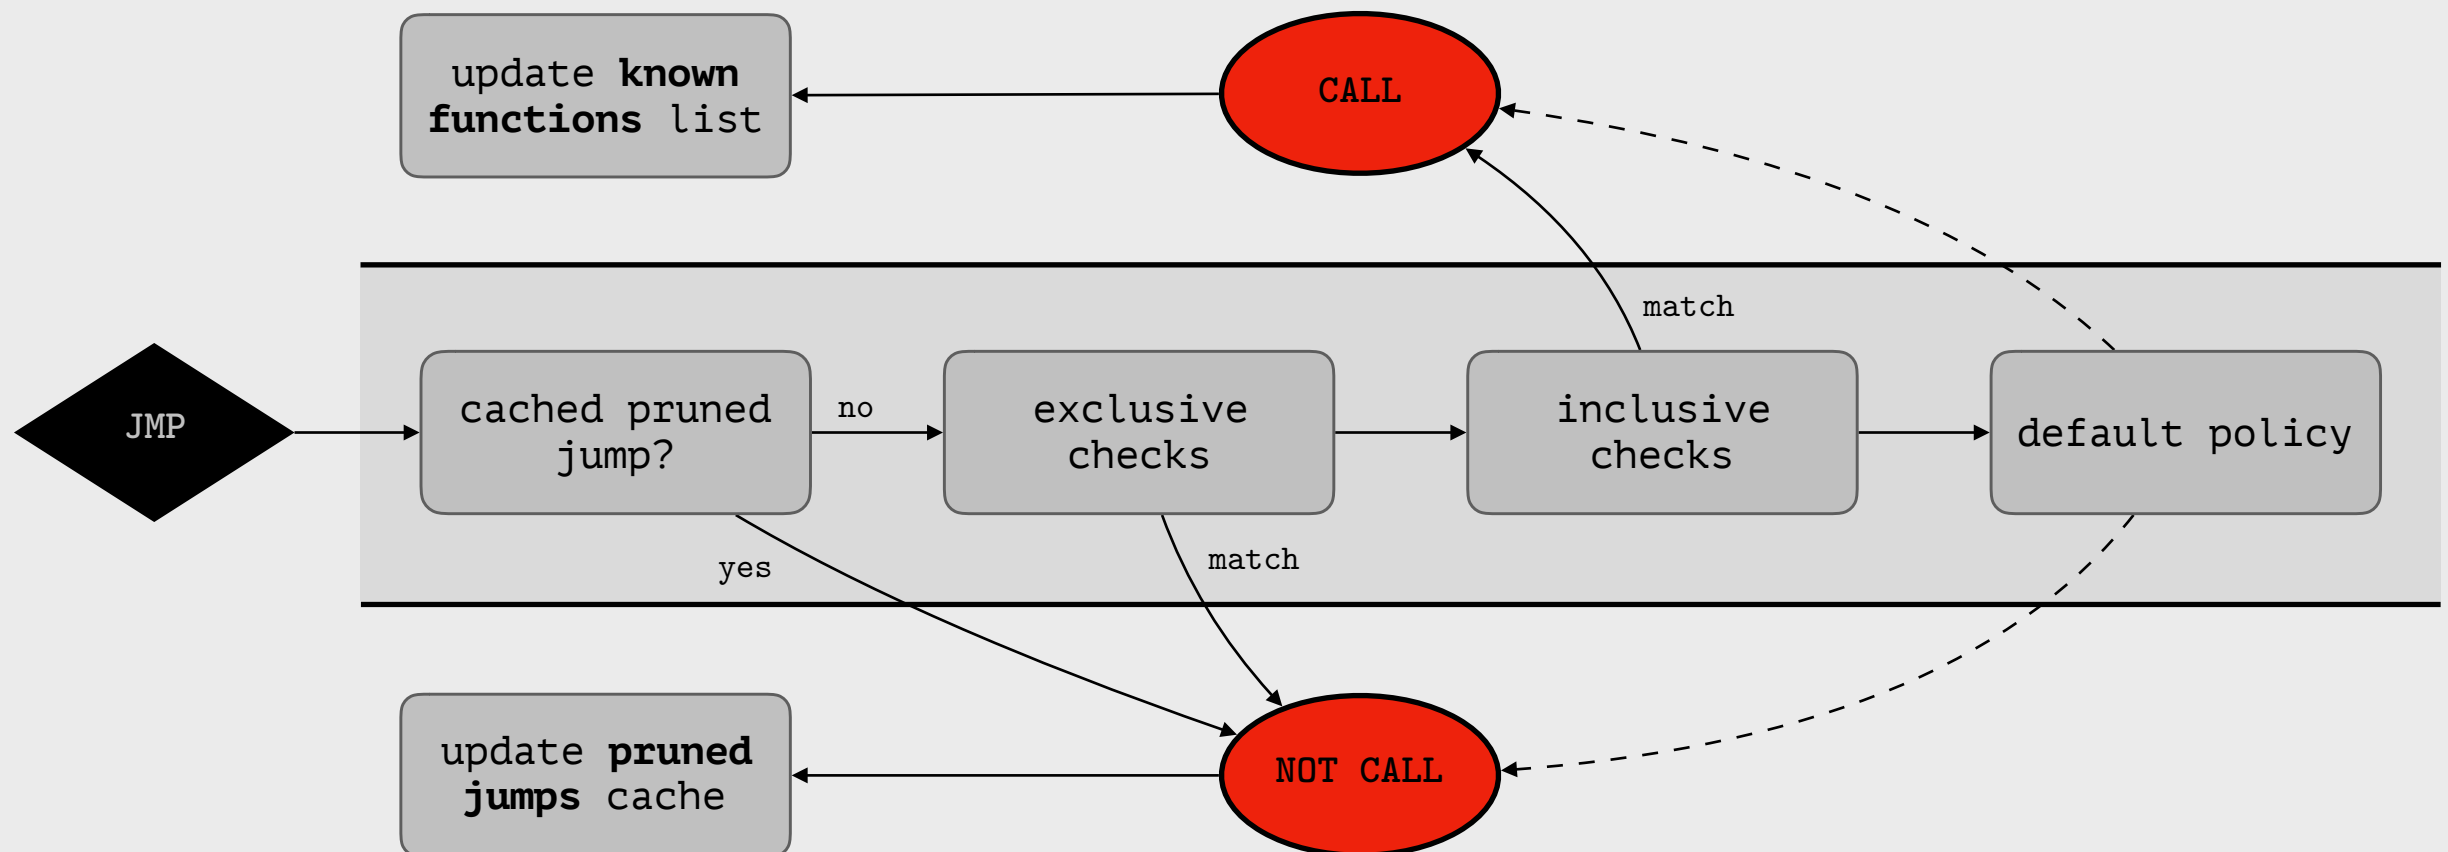 update known
functions list
CALL
match
JMP
cached pruned
jump?
no
exclusive
checks
inclusive
checks
default policy
yes
match
update pruned
jumps cache
NOT CALL